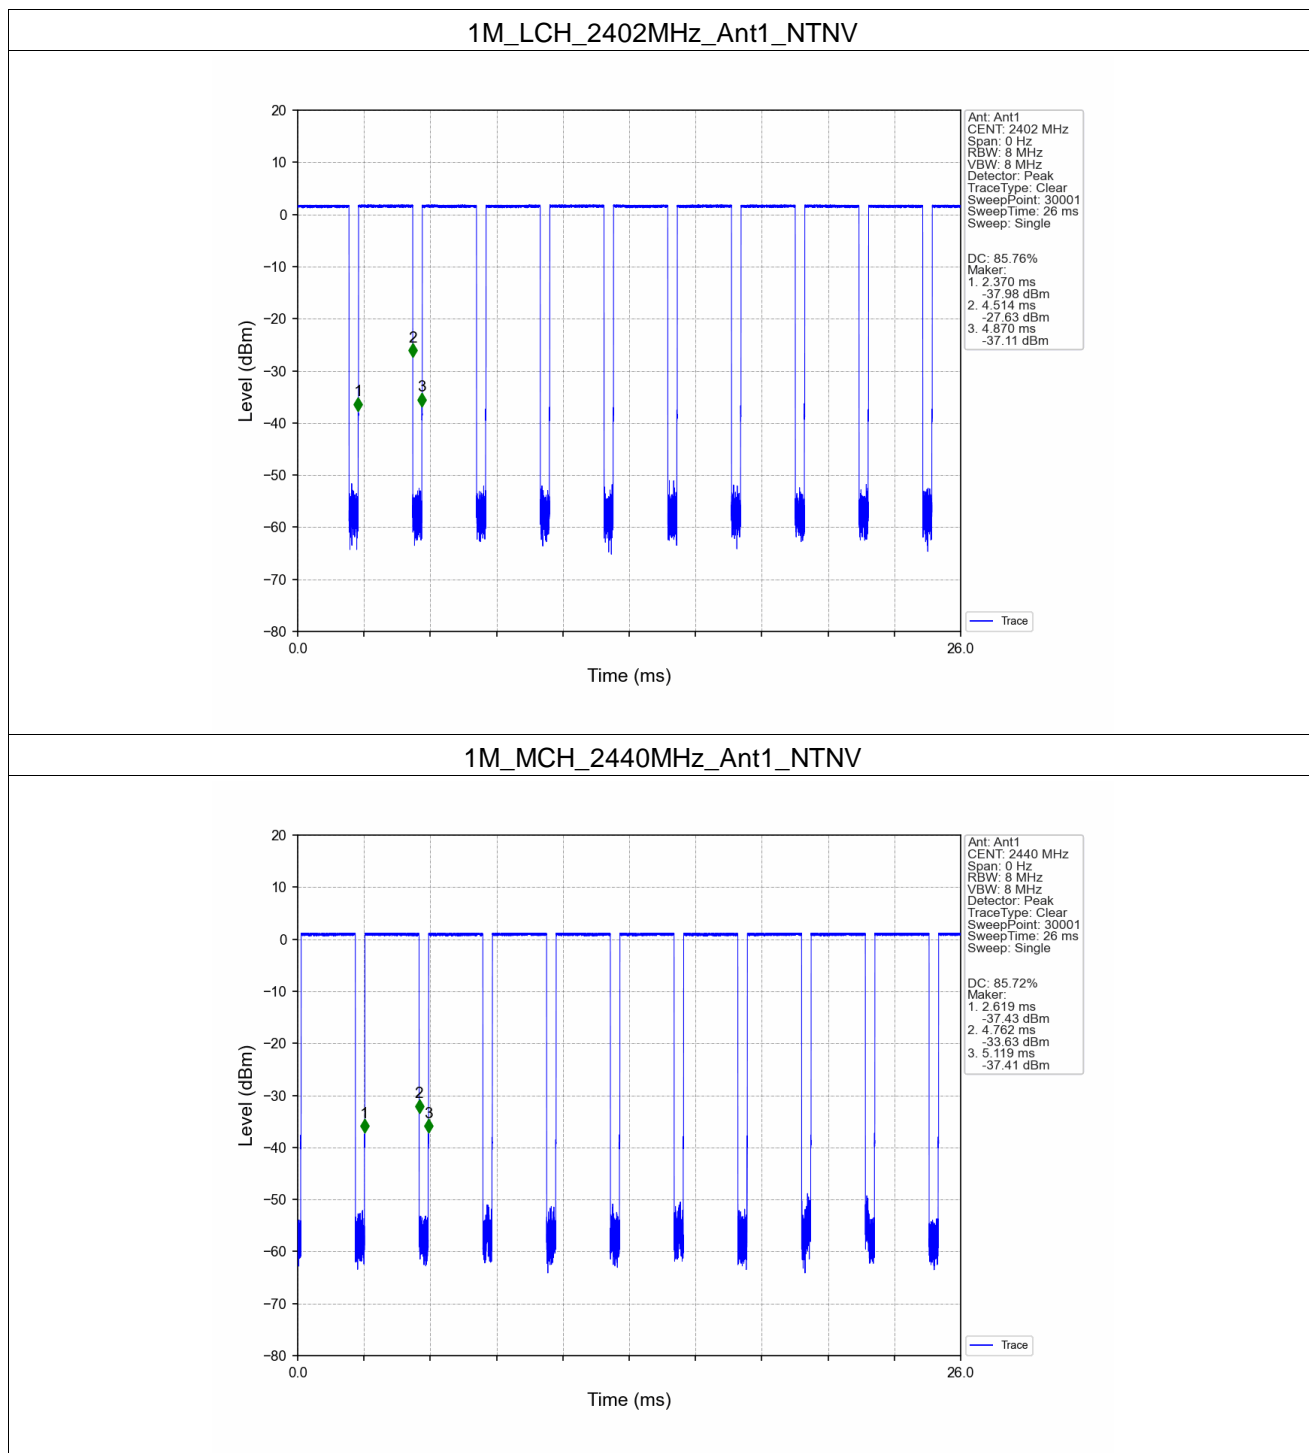 1M_LCH_2402MHz_Ant1_NTNV
20
10
0
−10
−20
−30
−40
−50
−60
−70
−80
Level (dBm)
1
2
3
0.0
26.0
Time (ms)
Ant: Ant1
CENT: 2402 MHz
Span: 0 Hz
RBW: 8 MHz
VBW: 8 MHz
Detector: Peak
TraceType: Clear
SweepPoint: 30001
SweepTime: 26 ms
Sweep: Single
DC: 85.76%
Maker:
1. 2.370 ms
-37.98 dBm
2. 4.514 ms
-27.63 dBm
3. 4.870 ms
-37.11 dBm
Trace
1M_MCH_2440MHz_Ant1_NTNV
20
10
0
−10
−20
−30
−40
−50
−60
−70
−80
Level (dBm)
1
2
3
0.0
26.0
Time (ms)
Ant: Ant1
CENT: 2440 MHz
Span: 0 Hz
RBW: 8 MHz
VBW: 8 MHz
Detector: Peak
TraceType: Clear
SweepPoint: 30001
SweepTime: 26 ms
Sweep: Single
DC: 85.72%
Maker:
1. 2.619 ms
-37.43 dBm
2. 4.762 ms
-33.63 dBm
3. 5.119 ms
-37.41 dBm
Trace